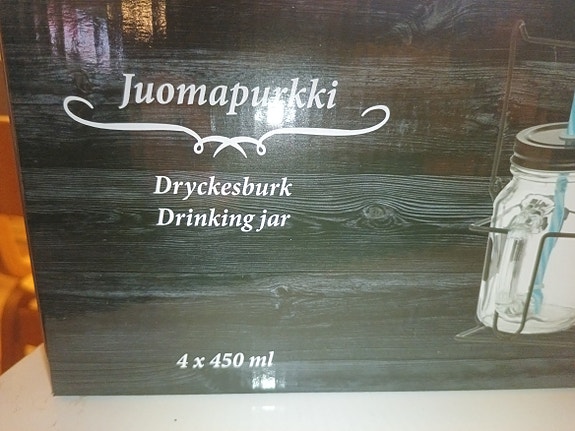 Juomapurkki
Dryckesburk
Drinking jar
4 x 450 ml